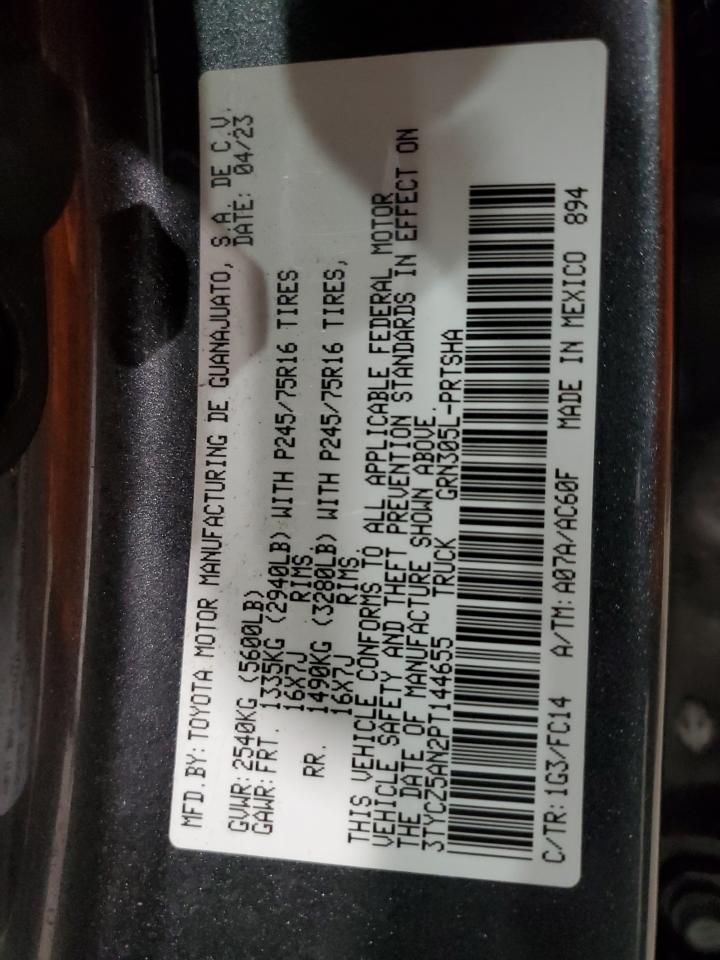 MFD.BY:TOYOTA MOTOR MANUFACTURING DE GUANAJUATO, S.A. DE C.V.
DATE: 04/23
GVWR:2540KG (5600LB)
GAWR:FRT. 1335KG (2940LB) WITH P245/75R16 TIRES
16X7J RIMS.
RR. 1490KG (3280LB) WITH P245/75R16 TIRES,
16X7J RIMS.
THIS VEHICLE CONFORMS TO ALL APPLICABLE FEDERAL MOTOR
VEHICLE SAFETY AND THEFT PREVENTION STANDARDS IN EFFECT ON
THE DATE OF MANUFACTURE SHOWN ABOVE.
3TYCZ5AN2PT144655 TRUCK GRN305L-PRTSHA
C/TR:1G3/FC14 A/TM:A07A/AC60F MADE IN MEXICO 894